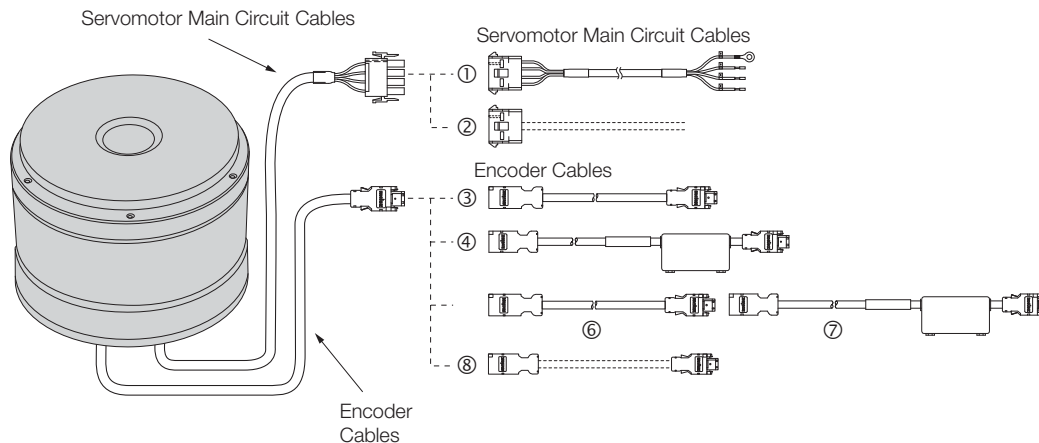 Servomotor Main Circuit Cables
Servomotor Main Circuit Cables
①
②
Encoder Cables
③
④
⑥
⑦
⑧
Encoder
Cables